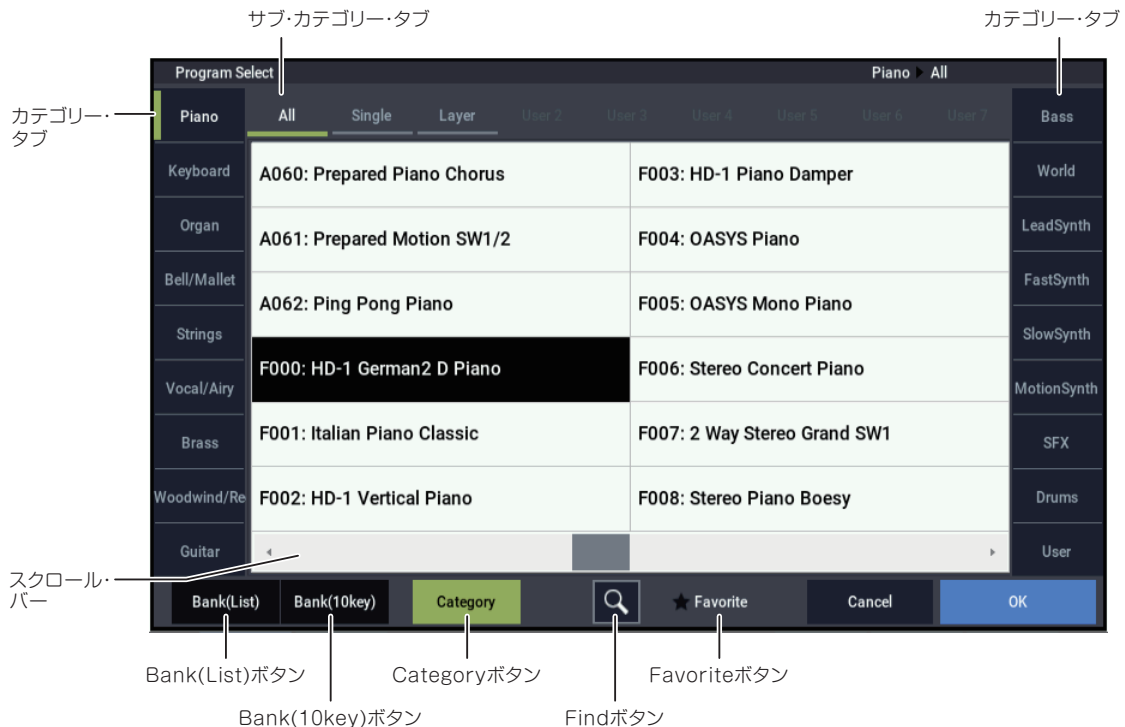 サブ・カテゴリー・タブ
カテゴリー・タブ
Program Select
Piano ▶ All
カテゴリー・
タブ
Piano
All
Single
Layer
User 2
User 3
User 4
User 5
User 6
User 7
Bass
Keyboard
A060: Prepared Piano Chorus
F003: HD-1 Piano Damper
World
Organ
A061: Prepared Motion SW1/2
F004: OASYS Piano
LeadSynth
Bell/Mallet
A062: Ping Pong Piano
F005: OASYS Mono Piano
FastSynth
Strings
F000: HD-1 German2 D Piano
F006: Stereo Concert Piano
SlowSynth
Vocal/Airy
MotionSynth
Brass
F001: Italian Piano Classic
F007: 2 Way Stereo Grand SW1
SFX
Woodwind/Re
F002: HD-1 Vertical Piano
F008: Stereo Piano Boesy
Drums
Guitar
User
スクロール・
バー
Bank(List)
Bank(10key)
Category
★ Favorite
Cancel
OK
Bank(List)ボタン
Categoryボタン
Favoriteボタン
Bank(10key)ボタン
Findボタン